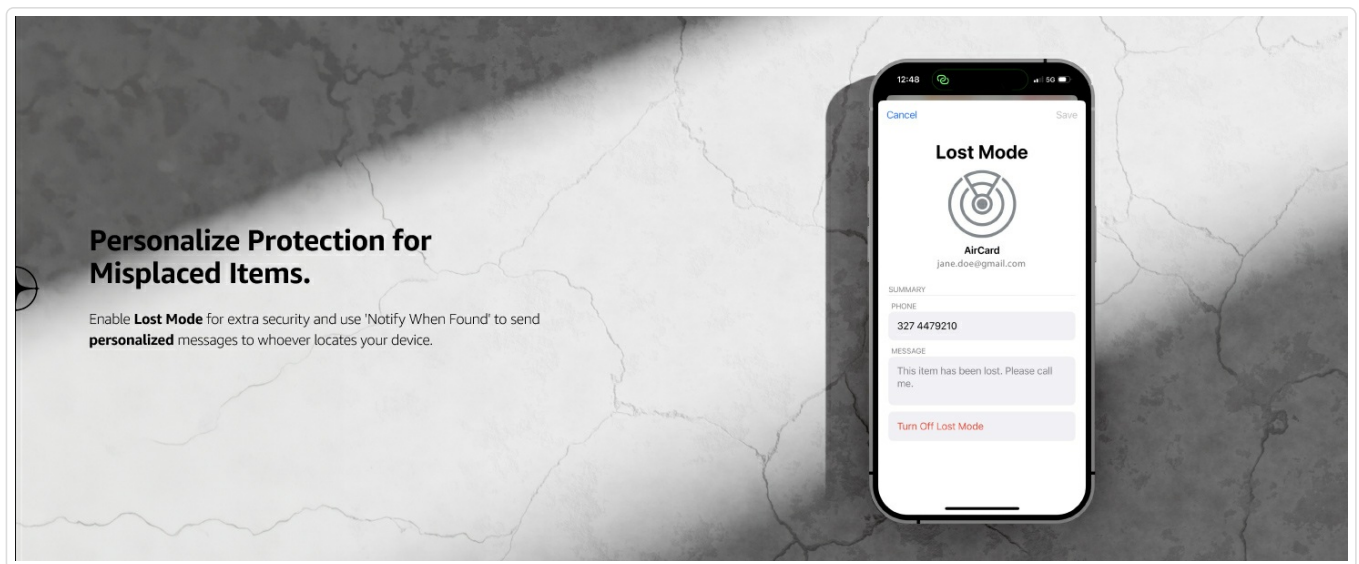 Personalize Protection for
Misplaced Items.
Enable Lost Mode for extra security and use 'Notify When Found' to send
personalized messages to whoever locates your device.
12:48
5G
Cancel
Save
Lost Mode
AirCard
jane.doe@gmail.com
SUMMARY
PHONE
327 4479210
MESSAGE
This item has been lost. Please call
me.
Turn Off Lost Mode